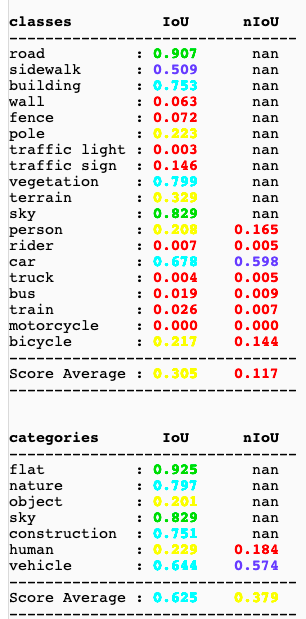 classes IoU nIoU
--------------------------------
road : 0.907 nan
sidewalk : 0.509 nan
building : 0.753 nan
wall : 0.063 nan
fence : 0.072 nan
pole : 0.223 nan
traffic light : 0.003 nan
traffic sign : 0.146 nan
vegetation : 0.799 nan
terrain : 0.329 nan
sky : 0.829 nan
person : 0.208 0.165
rider : 0.007 0.005
car : 0.678 0.598
truck : 0.004 0.005
bus : 0.019 0.009
train : 0.026 0.007
motorcycle : 0.000 0.000
bicycle : 0.217 0.144
--------------------------------
Score Average : 0.305 0.117
--------------------------------
categories IoU nIoU
--------------------------------
flat : 0.925 nan
nature : 0.797 nan
object : 0.201 nan
sky : 0.829 nan
construction : 0.751 nan
human : 0.229 0.184
vehicle : 0.644 0.574
--------------------------------
Score Average : 0.625 0.379
--------------------------------